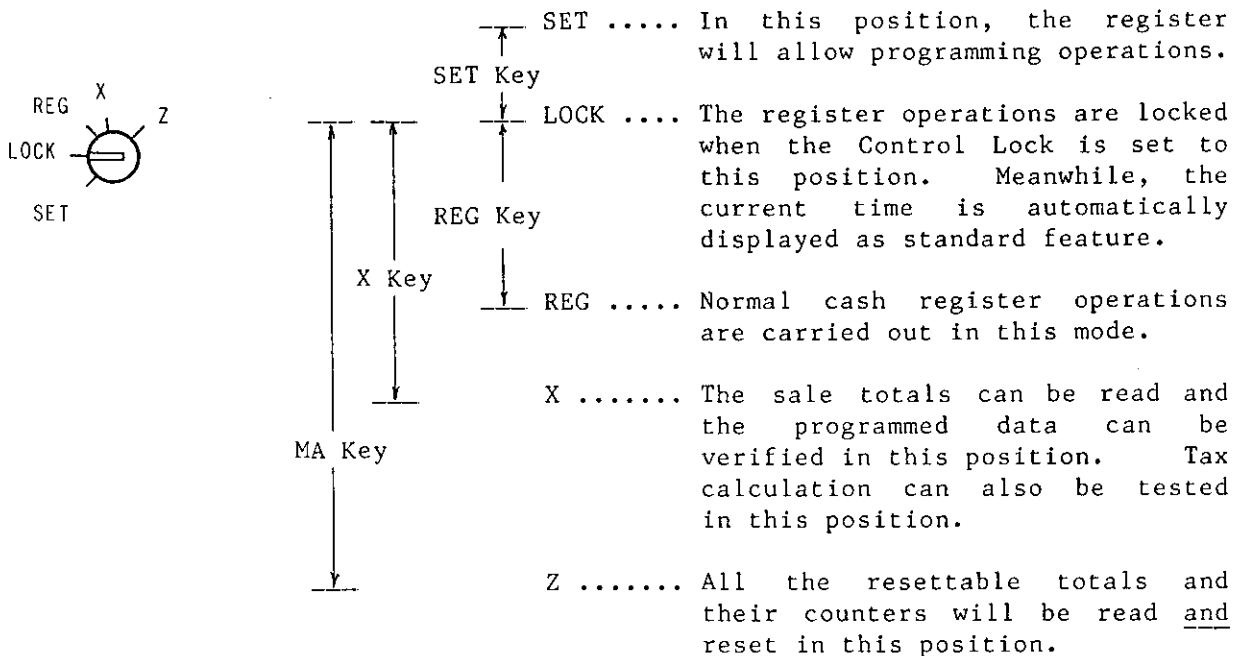 REG X Z
LOCK
SET
SET ..... In this position, the register
will allow programming operations.
SET Key
LOCK .... The register operations are locked
when the Control Lock is set to
this position. Meanwhile, the
current time is automatically
displayed as standard feature.
REG Key
X Key
REG ..... Normal cash register operations
are carried out in this mode.
X ....... The sale totals can be read and
the programmed data can be
verified in this position. Tax
calculation can also be tested
in this position.
MA Key
Z ....... All the resettable totals and
their counters will be read and
reset in this position.